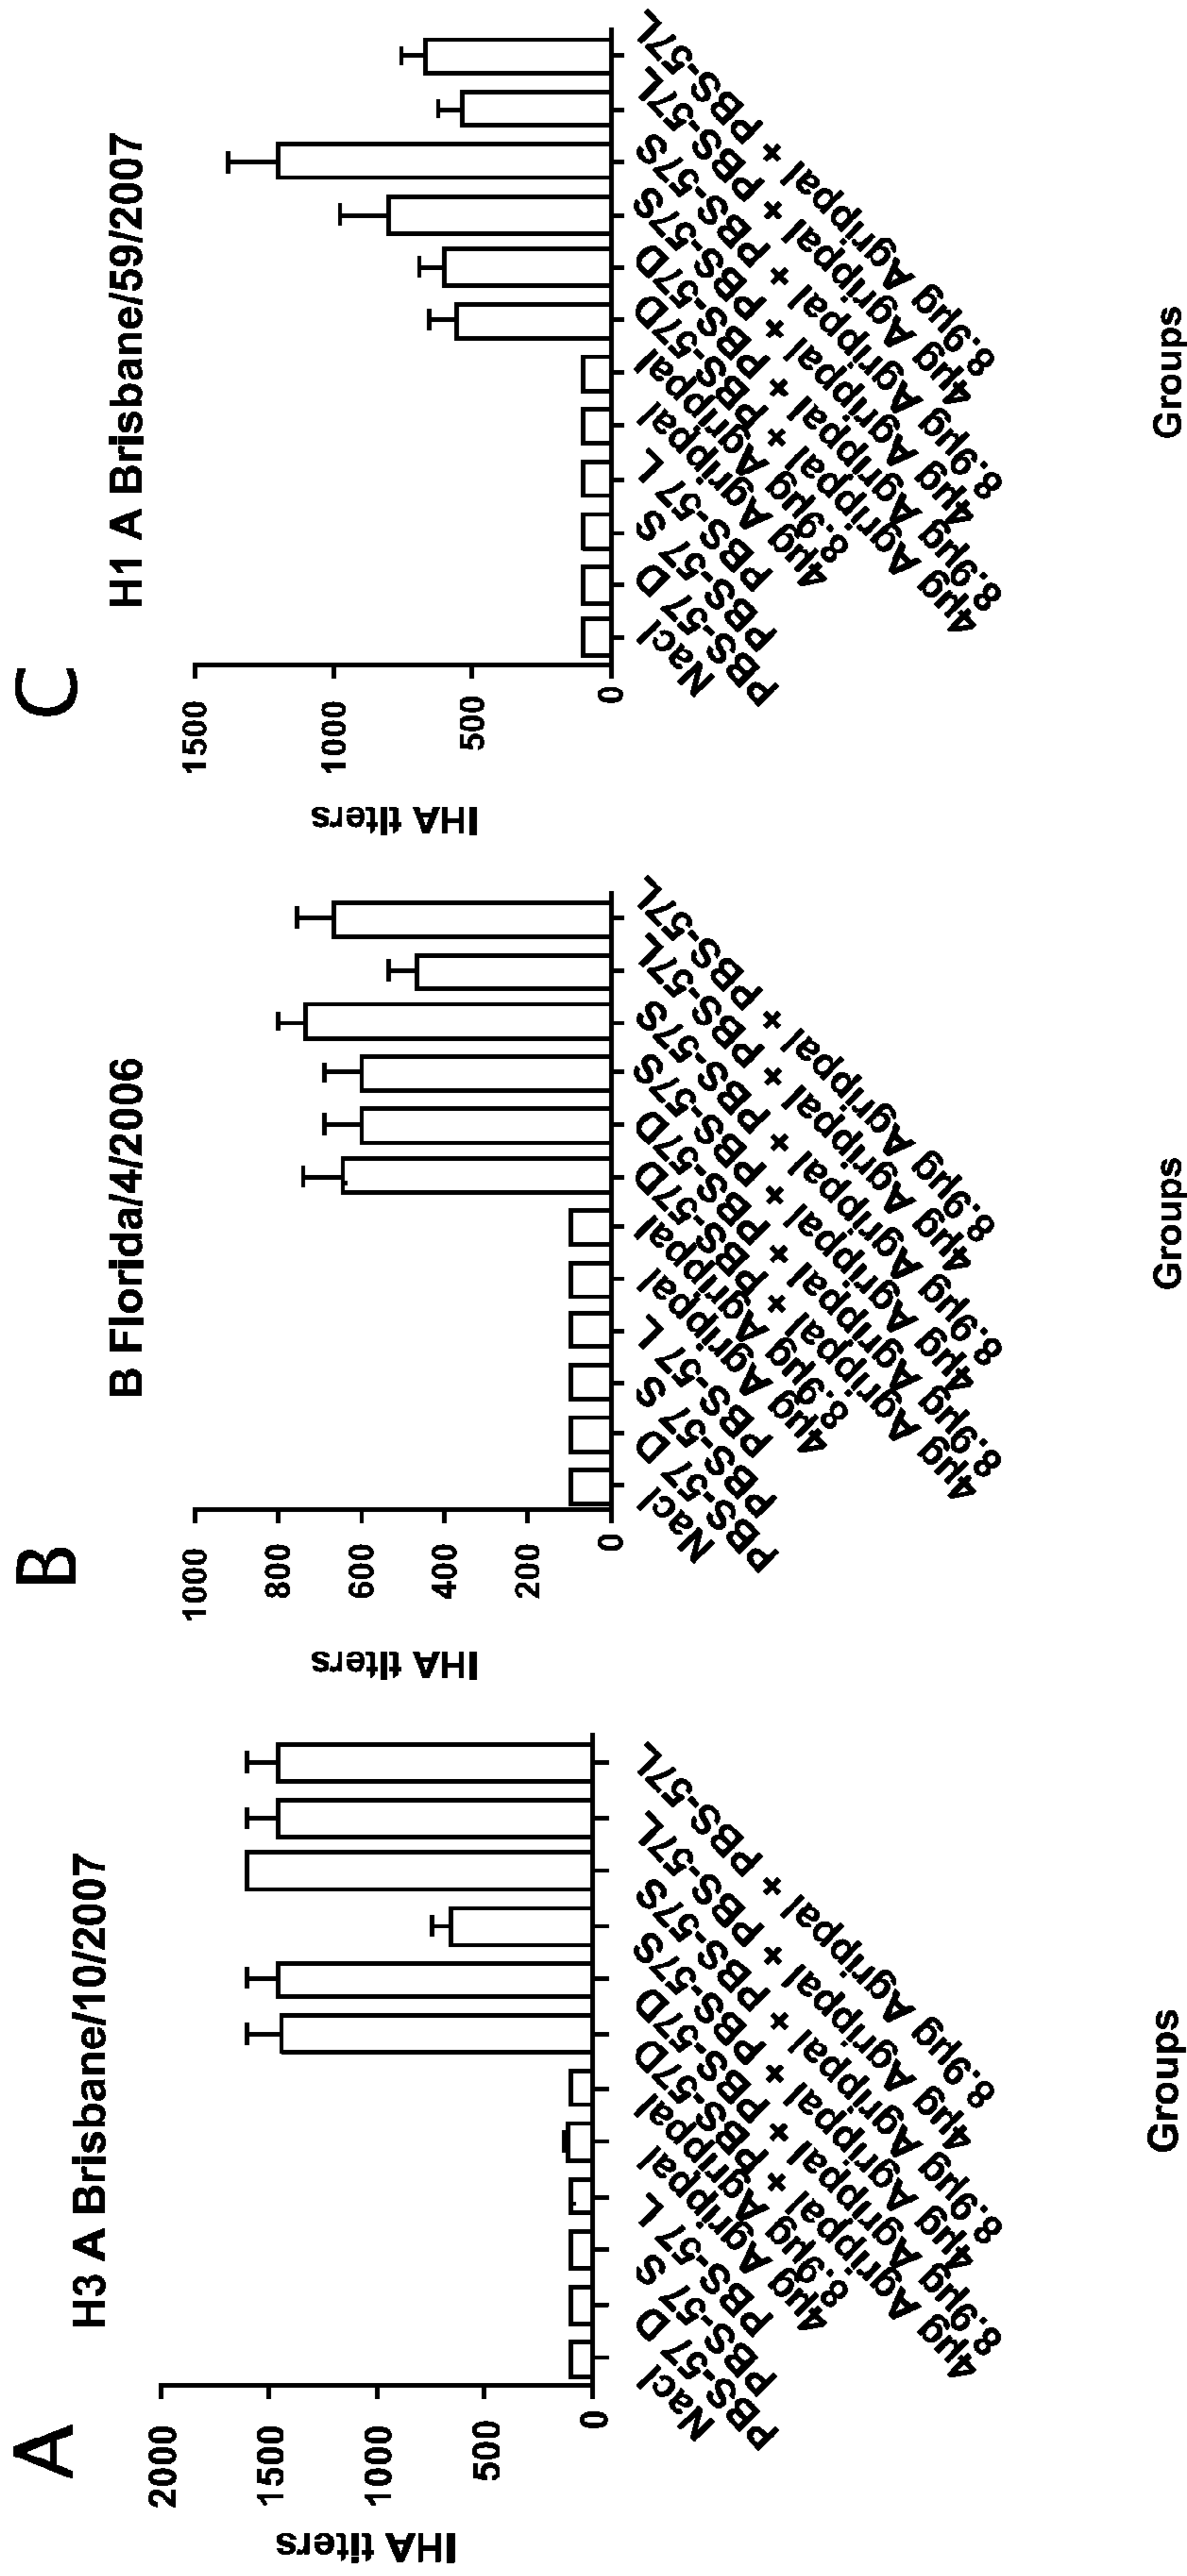 A
H3 A Brisbane/10/2007
IHA titers
2000
1500
1000
500
0
Nacl
PBS-57 D
PBS-57 S
PBS-57 L
4µg Agrippal
8.9µg Agrippal
4µg Agrippal + PBS-57D
8.9µg Agrippal + PBS-57D
4µg Agrippal + PBS-57S
8.9µg Agrippal + PBS-57S
4µg Agrippal + PBS-57L
8.9µg Agrippal + PBS-57L
Groups
B
B Florida/4/2006
IHA titers
1000
800
600
400
200
0
Nacl
PBS-57 D
PBS-57 S
PBS-57 L
4µg Agrippal
8.9µg Agrippal
4µg Agrippal + PBS-57D
8.9µg Agrippal + PBS-57D
4µg Agrippal + PBS-57S
8.9µg Agrippal + PBS-57S
4µg Agrippal + PBS-57L
8.9µg Agrippal + PBS-57L
Groups
C
H1 A Brisbane/59/2007
IHA titers
1500
1000
500
0
Nacl
PBS-57 D
PBS-57 S
PBS-57 L
4µg Agrippal
8.9µg Agrippal
4µg Agrippal + PBS-57D
8.9µg Agrippal + PBS-57D
4µg Agrippal + PBS-57S
8.9µg Agrippal + PBS-57S
4µg Agrippal + PBS-57L
8.9µg Agrippal + PBS-57L
Groups